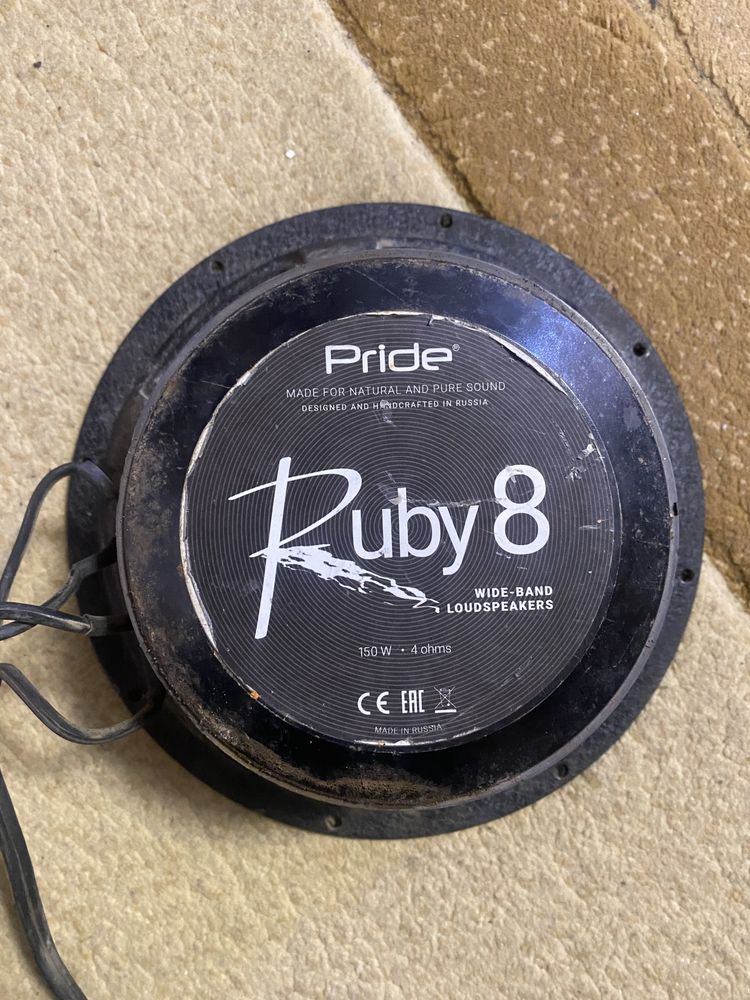 Pride®
MADE FOR NATURAL AND PURE SOUND
DESIGNED AND HANDCRAFTED IN RUSSIA
Ruby 8
WIDE-BAND
LOUDSPEAKERS
150 W • 4 ohms
CE EAC
MADE IN RUSSIA